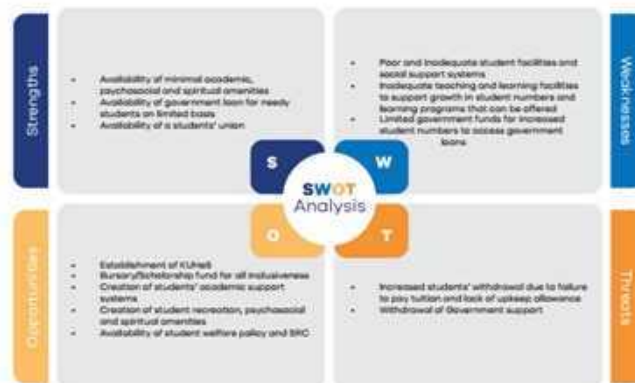 Strengths
• Availability of minimal academic,
psychosocial and spiritual amenities
• Availability of government loan for needy
students on limited basis
• Availability of a students' union
S
Weaknesses
• Poor and inadequate student facilities and
social support systems
• Inadequate teaching and learning facilities
to support growth in student numbers and
learning programs that can be offered
• Limited government funds for increased
student numbers to access government
loans
W
SWOT
Analysis
Opportunities
• Establishment of KUHeS
• Bursary/Scholarship fund for all inclusiveness
• Creation of students' academic support
systems
• Creation of student recreation, psychosocial
and spiritual amenities
• Availability of student welfare policy and SRC
O
Threats
• Increased students' withdrawal due to failure
to pay tuition and lack of upkeep allowance
• Withdrawal of Government support
T